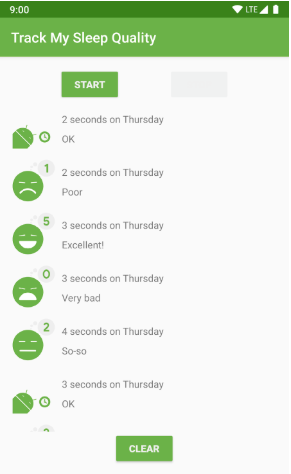 9:00
LTE
Track My Sleep Quality
START
2 seconds on Thursday
OK
1
2 seconds on Thursday
Poor
5
3 seconds on Thursday
Excellent!
0
3 seconds on Thursday
Very bad
2
4 seconds on Thursday
So-so
3 seconds on Thursday
OK
CLEAR